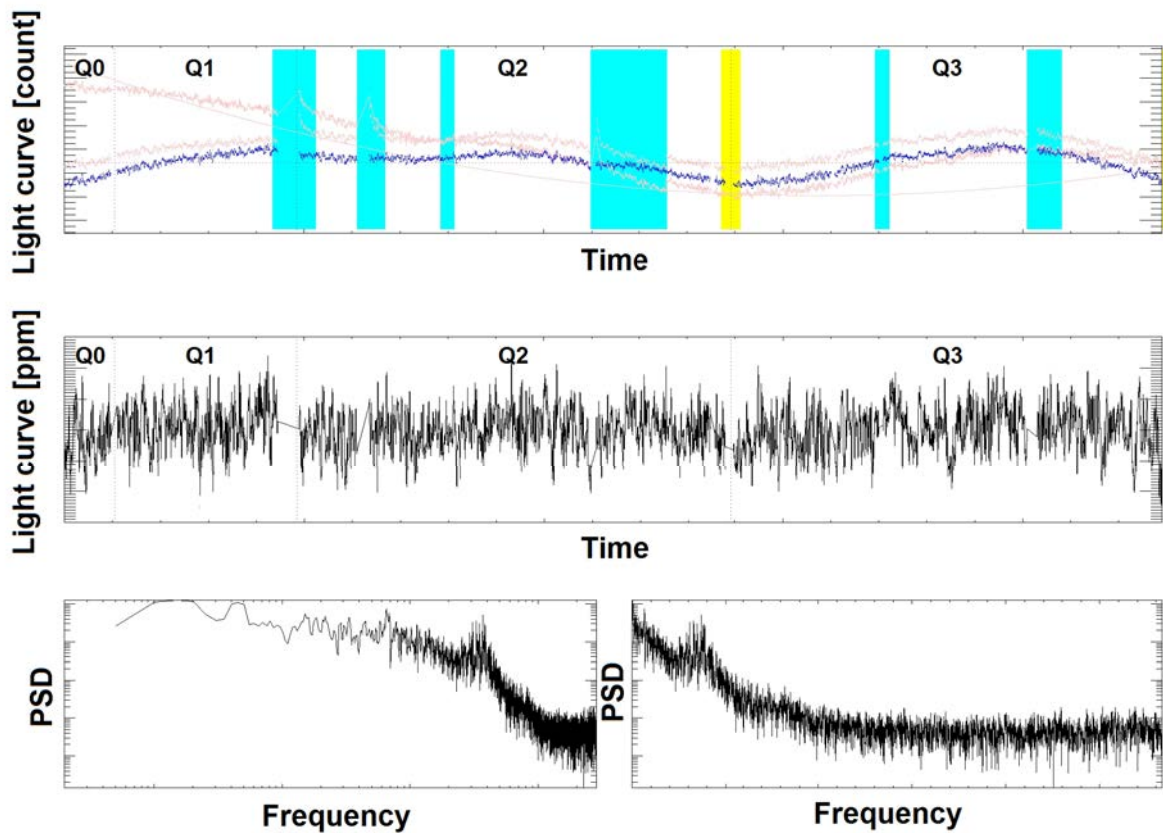 Light curve [count]
Q0 Q1 Q2 Q3
Time
Light curve [ppm]
Q0 Q1 Q2 Q3
Time
PSD
PSD
Frequency
Frequency